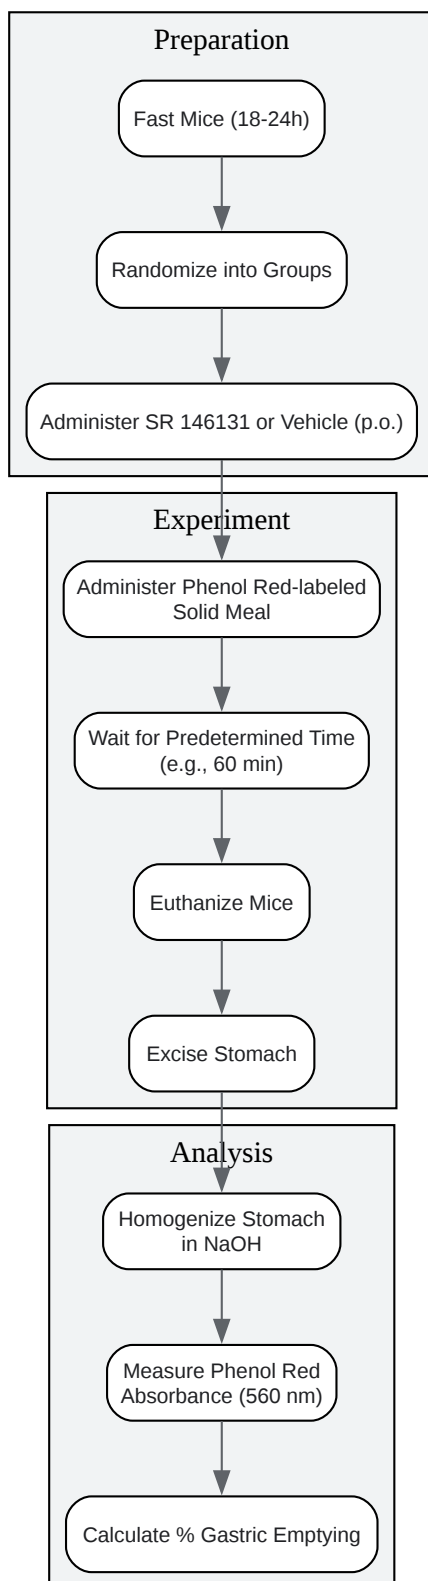 Preparation
Fast Mice (18-24h)
Randomize into Groups
Administer SR 146131 or Vehicle (p.o.)
Experiment
Administer Phenol Red-labeled
Solid Meal
Wait for Predetermined Time
(e.g., 60 min)
Euthanize Mice
Excise Stomach
Analysis
Homogenize Stomach
in NaOH
Measure Phenol Red
Absorbance (560 nm)
Calculate % Gastric Emptying